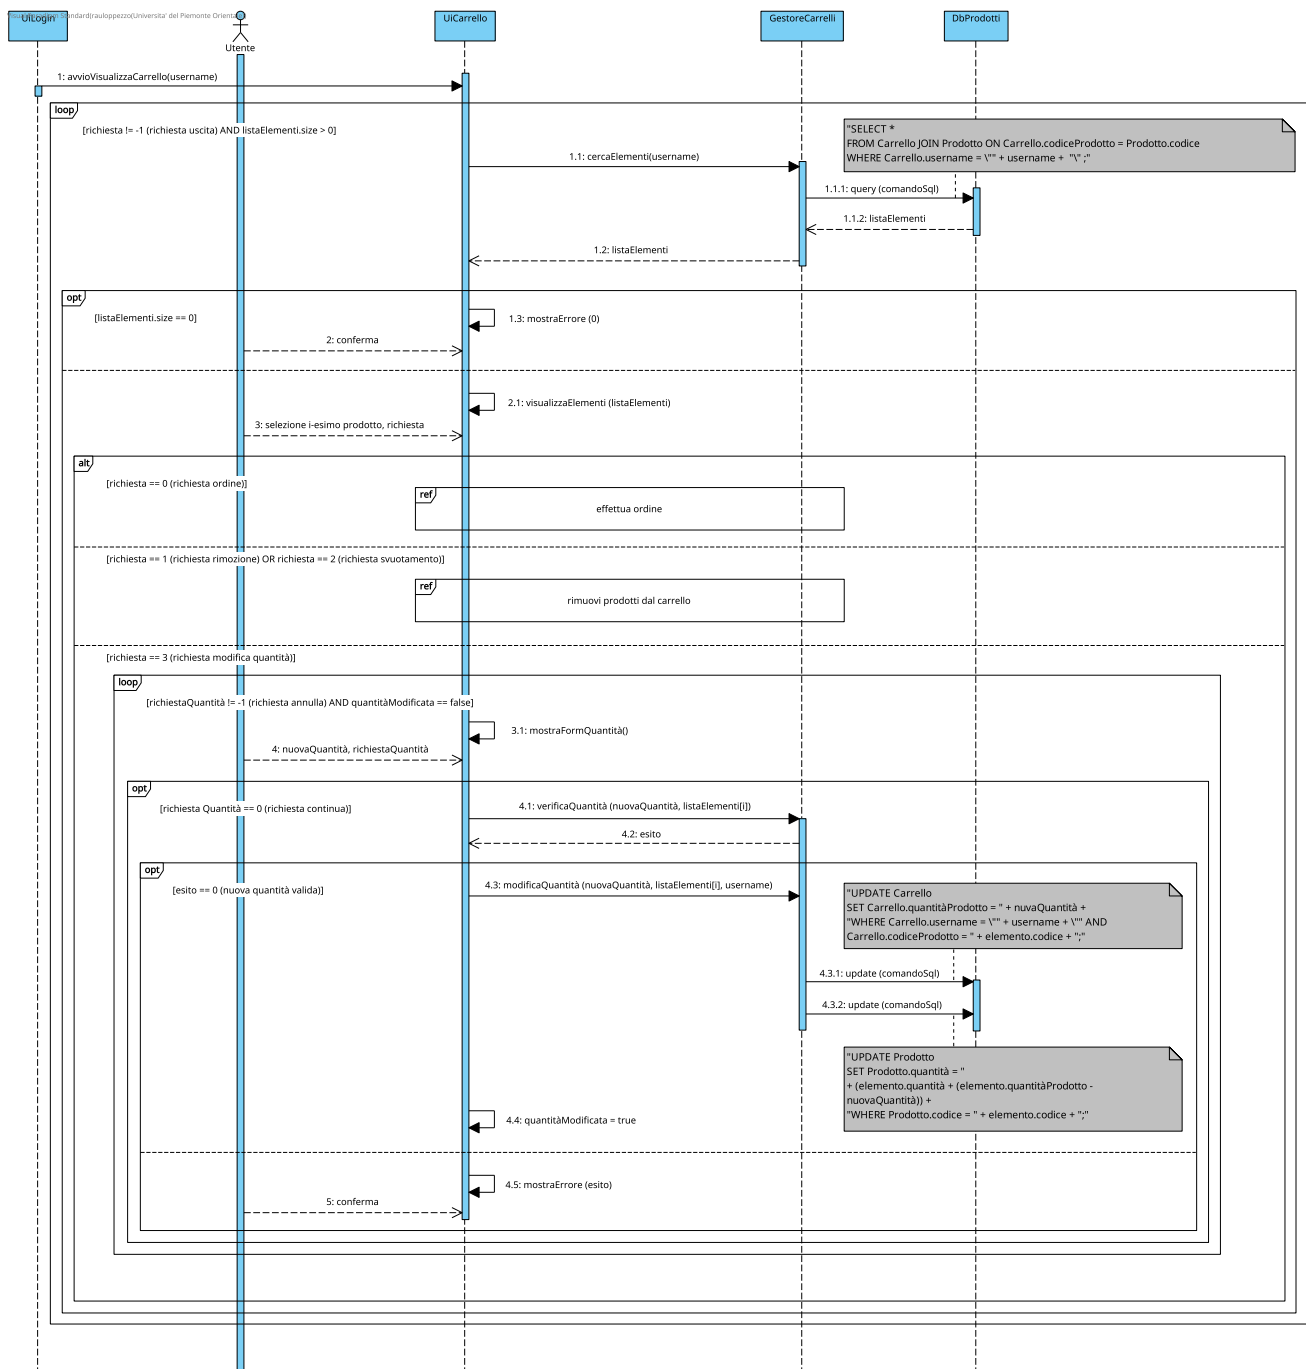 UiLogin
Standard(rauloppezzo(Universita' del Piemonte Orientale
Utente
UiCarrello
GestoreCarrelli
DbProdotti
1: avvioVisualizzaCarrello(username)
loop
[richiesta != -1 (richiesta uscita) AND listaElementi.size > 0]
"SELECT *
FROM Carrello JOIN Prodotto ON Carrello.codiceProdotto = Prodotto.codice
WHERE Carrello.username = \"" + username + "\" ;"
1.1: cercaElementi(username)
1.1.1: query (comandoSql)
1.1.2: listaElementi
1.2: listaElementi
opt
[listaElementi.size == 0]
1.3: mostraErrore (0)
2: conferma
2.1: visualizzaElementi (listaElementi)
3: selezione i-esimo prodotto, richiesta
alt
[richiesta == 0 (richiesta ordine)]
ref
effettua ordine
[richiesta == 1 (richiesta rimozione) OR richiesta == 2 (richiesta svuotamento)]
ref
rimuovi prodotti dal carrello
[richiesta == 3 (richiesta modifica quantità)]
loop
[richiestaQuantità != -1 (richiesta annulla) AND quantitàModificata == false]
3.1: mostraFormQuantità()
4: nuovaQuantità, richiestaQuantità
opt
[richiesta Quantità == 0 (richiesta continua)]
4.1: verificaQuantità (nuovaQuantità, listaElementi[i])
4.2: esito
opt
[esito == 0 (nuova quantità valida)]
4.3: modificaQuantità (nuovaQuantità, listaElementi[i], username)
"UPDATE Carrello
SET Carrello.quantitàProdotto = " + nuvaQuantità +
"WHERE Carrello.username = \"" + username + \"" AND
Carrello.codiceProdotto = " + elemento.codice + ";"
4.3.1: update (comandoSql)
4.3.2: update (comandoSql)
"UPDATE Prodotto
SET Prodotto.quantità = "
+ (elemento.quantità + (elemento.quantitàProdotto -
nuovaQuantità)) +
"WHERE Prodotto.codice = " + elemento.codice + ";"
4.4: quantitàModificata = true
4.5: mostraErrore (esito)
5: conferma